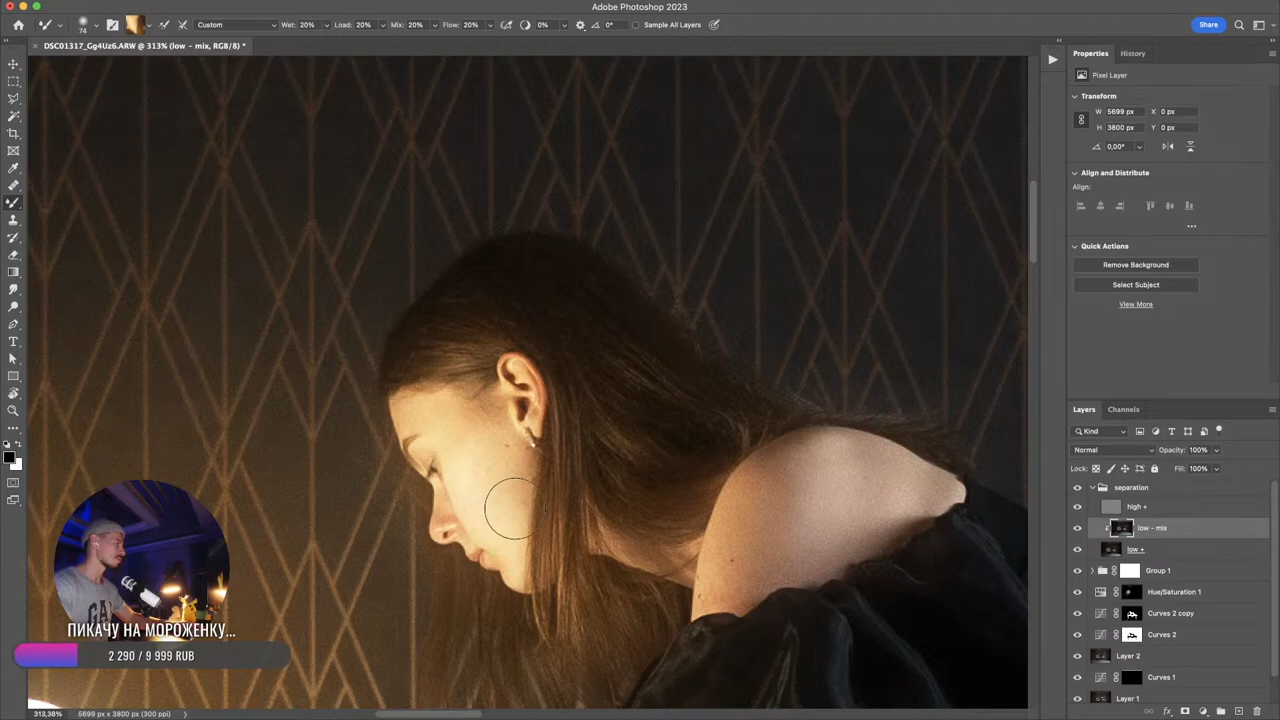 Adobe Photoshop 2023
74
Custom
Wet: 20%
Load: 20%
Mix: 20%
Flow: 20%
0%
0°
Sample All Layers
Share
DSC01317_Gg4Uz6.ARW @ 313% (low - mix, RGB/8) *
Properties
History
Pixel Layer
Transform
W 5699 px
X 0 px
H 3800 px
Y 0 px
0,00°
Align and Distribute
Align:
Quick Actions
Remove Background
Select Subject
View More
Layers
Channels
Kind
Normal
Opacity: 100%
Lock:
Fill: 100%
separation
high +
low - mix
low +
Group 1
Hue/Saturation 1
Curves 2 copy
Curves 2
Layer 2
Curves 1
Layer 1
ПИКАЧУ НА МОРОЖЕНКУ...
2 290 / 9 999 RUB
313,38%
5699 px x 3800 px (300 ppi)